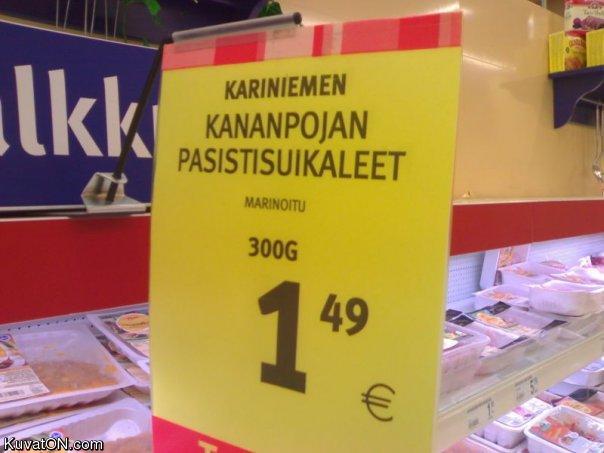 alkk
KARINIEMEN
KANANPOJAN
PASISTISUIKALEET
MARINOITU
300G
1 49
€
KuvatON.com